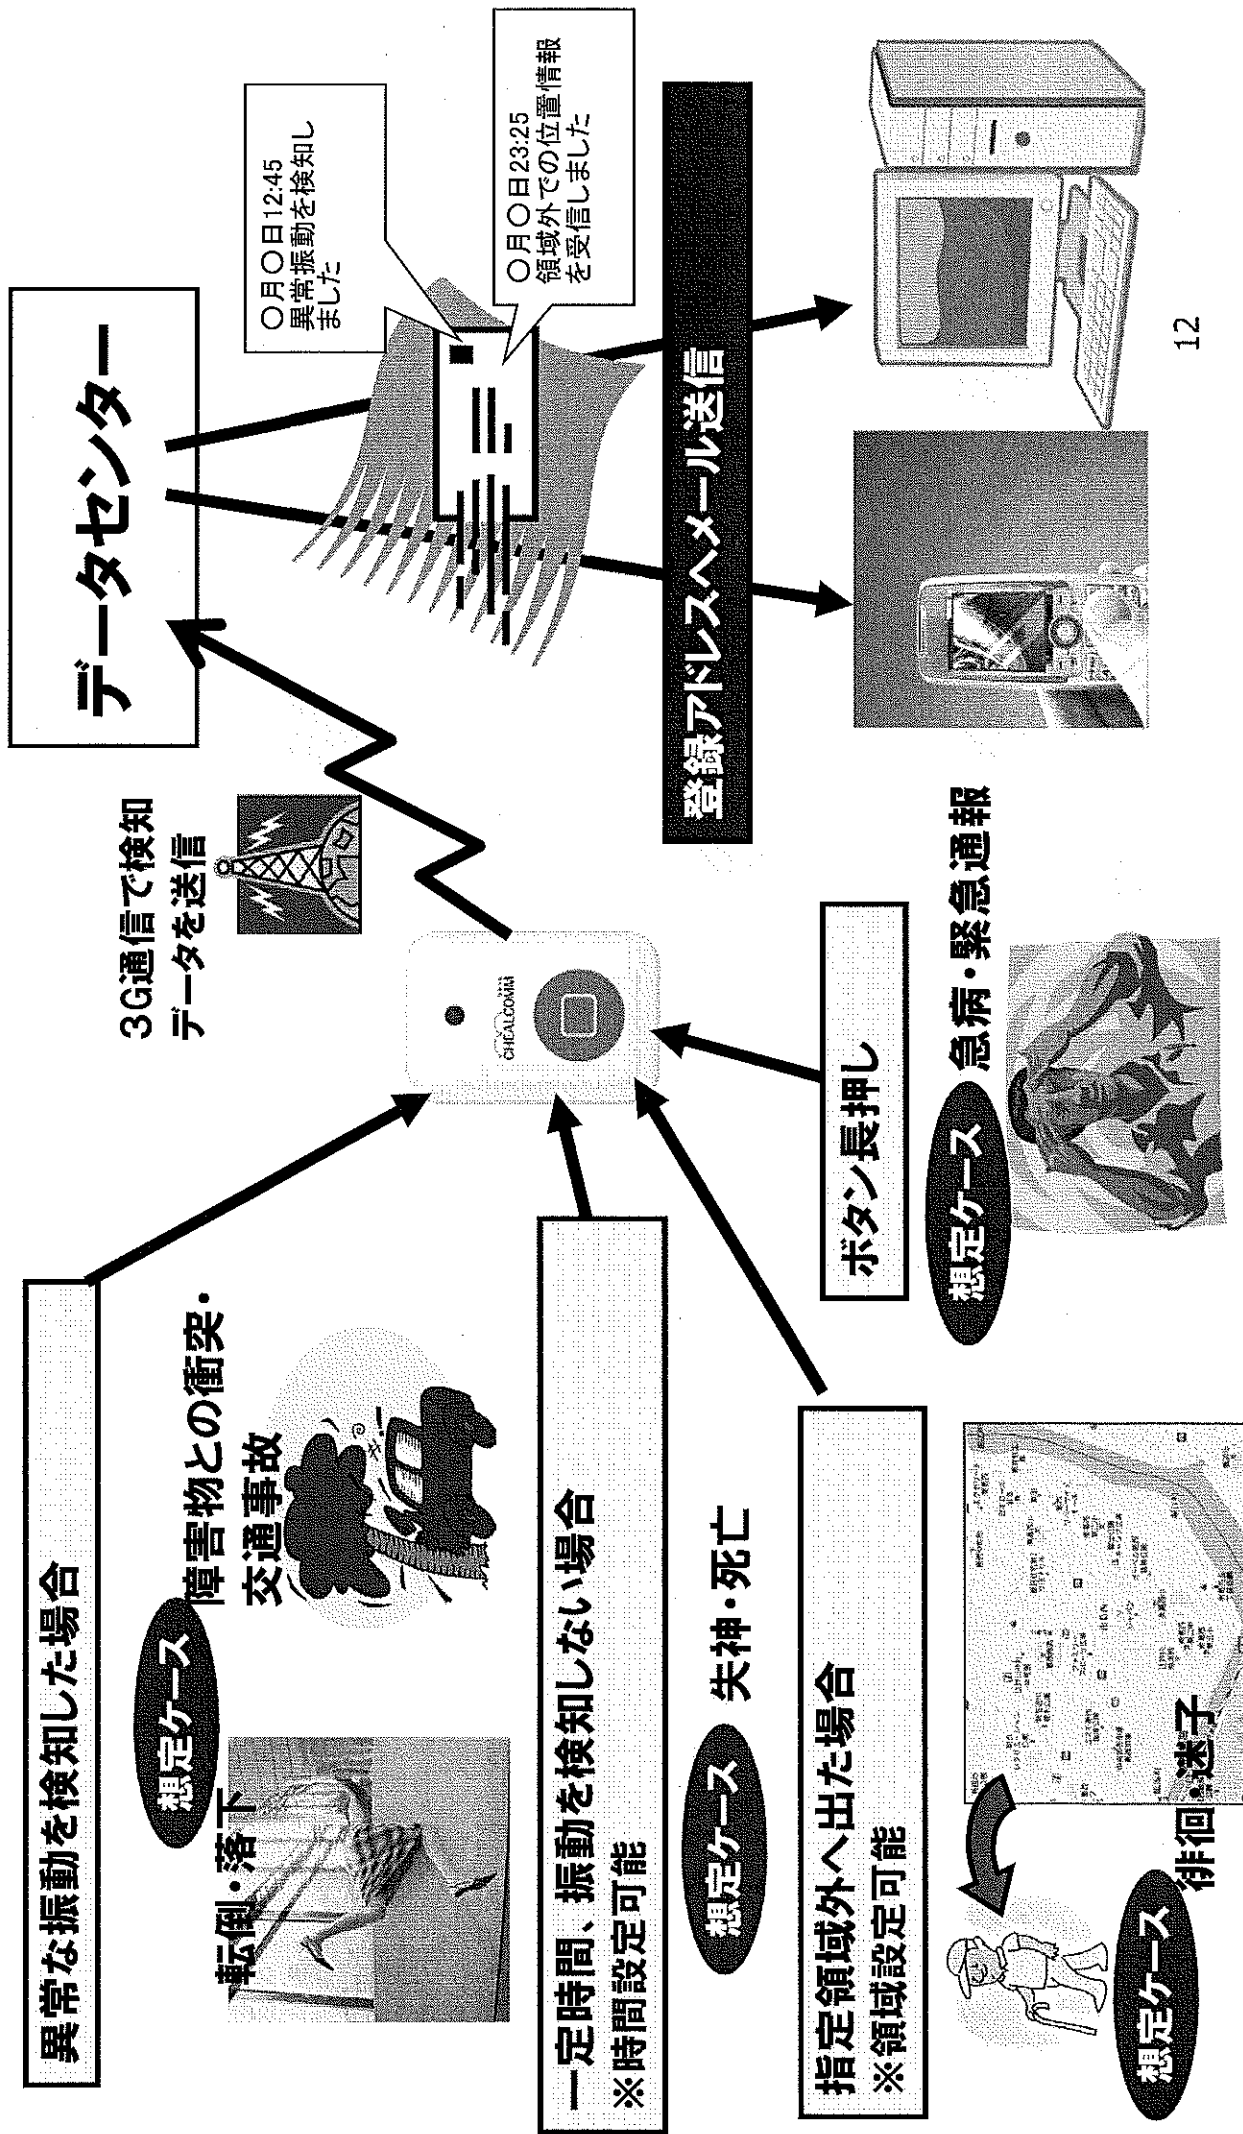 異常な振動を検知した場合
想定ケース
転倒・落下
障害物との衝突・
交通事故
一定時間、振動を検知しない場合
※時間設定可能
想定ケース
失神・死亡
指定領域外へ出た場合
※領域設定可能
想定ケース
徘徊・迷子
ボタン長押し
想定ケース
急病・緊急通報
3G通信で検知
データを送信
データセンター
〇月〇日12:45
異常振動を検知し
ました
〇月〇日23:25
領域外での位置情報
を受信しました
登録アドレスへメール送信
12